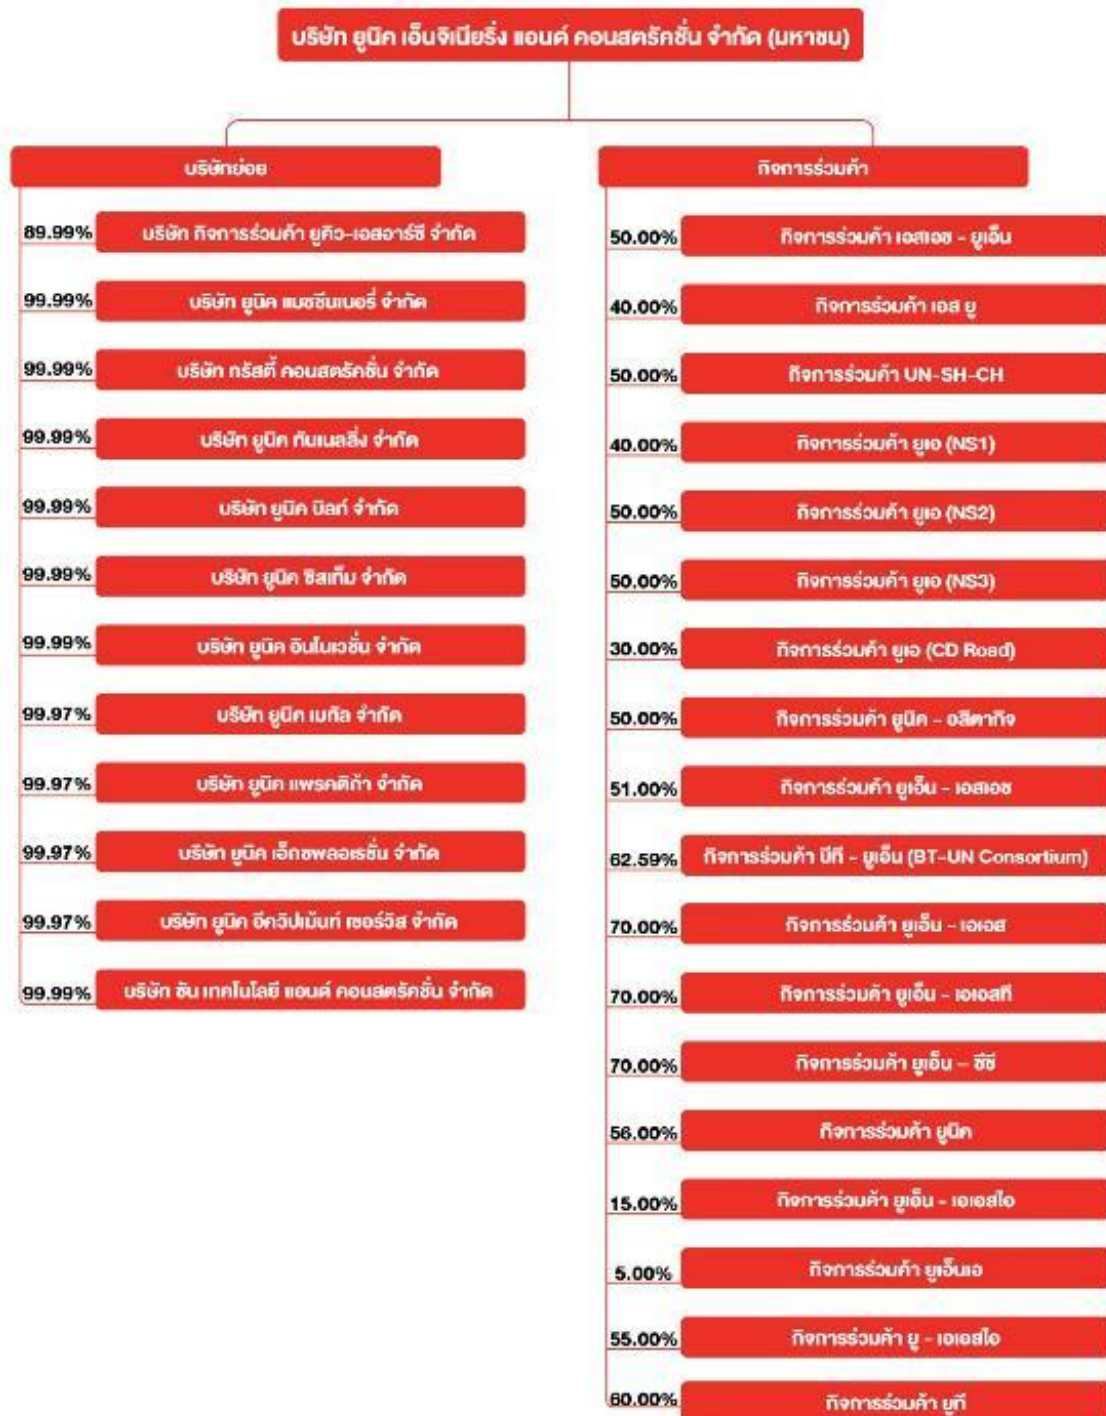 บริษัท ยูนิค เอ็นจิเนียริ่ง แอนด์ คอนสตรัคชั่น จำกัด (มหาชน)
บริษัทย่อย
89.99% บริษัท กิจการร่วมค้า ยูคิว-เอสอาร์ซี จำกัด
99.99% บริษัท ยูนิค แมชชีนเนอรี่ จำกัด
99.99% บริษัท ทรัสตี้ คอนสตรัคชั่น จำกัด
99.99% บริษัท ยูนิค ทันเนลลิ่ง จำกัด
99.99% บริษัท ยูนิค บิลท์ จำกัด
99.99% บริษัท ยูนิค ซิสเท็ม จำกัด
99.99% บริษัท ยูนิค อินโนเวชั่น จำกัด
99.97% บริษัท ยูนิค เมทัล จำกัด
99.97% บริษัท ยูนิค แพรคติก้า จำกัด
99.97% บริษัท ยูนิค เอ็กซพลอเรชั่น จำกัด
99.97% บริษัท ยูนิค อีควิปเม้นท์ เซอร์วิส จำกัด
99.99% บริษัท ซัน เทคโนโลยี แอนด์ คอนสตรัคชั่น จำกัด
กิจการร่วมค้า
50.00% กิจการร่วมค้า เอสเอช - ยูเอ็น
40.00% กิจการร่วมค้า เอส ยู
50.00% กิจการร่วมค้า UN-SH-CH
40.00% กิจการร่วมค้า ยูเอ (NS1)
50.00% กิจการร่วมค้า ยูเอ (NS2)
50.00% กิจการร่วมค้า ยูเอ (NS3)
30.00% กิจการร่วมค้า ยูเอ (CD Road)
50.00% กิจการร่วมค้า ยูนิค - อสิตากิจ
51.00% กิจการร่วมค้า ยูเอ็น - เอสเอช
62.59% กิจการร่วมค้า บีที - ยูเอ็น (BT-UN Consortium)
70.00% กิจการร่วมค้า ยูเอ็น - เอเอส
70.00% กิจการร่วมค้า ยูเอ็น - เอเอสที
70.00% กิจการร่วมค้า ยูเอ็น – ซีซี
56.00% กิจการร่วมค้า ยูนิค
15.00% กิจการร่วมค้า ยูเอ็น - เอเอสไอ
5.00% กิจการร่วมค้า ยูเอ็นเอ
55.00% กิจการร่วมค้า ยู - เอเอสไอ
60.00% กิจการร่วมค้า ยูที